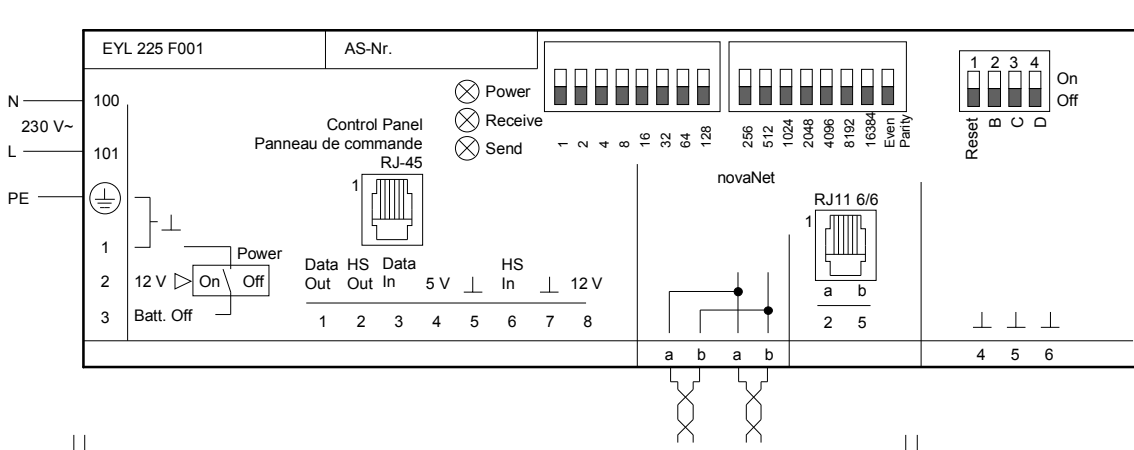 EYL 225 F001
AS-Nr.
N
230 V~
L
PE
100
101
1
2
3
12 V
On
Off
Power
Batt. Off
Control Panel
Panneau de commande
RJ-45
1
Power
Receive
Send
Data Out
HS Out
Data In
5 V
HS In
12 V
1 2 3 4 5 6 7 8
1 2 4 8 16 32 64 128
256 512 1024 2048 4096 8192 16384 Even Parity
novaNet
RJ11 6/6
1
a b
2 5
a b a b
1 2 3 4
On
Off
Reset B C D
4 5 6